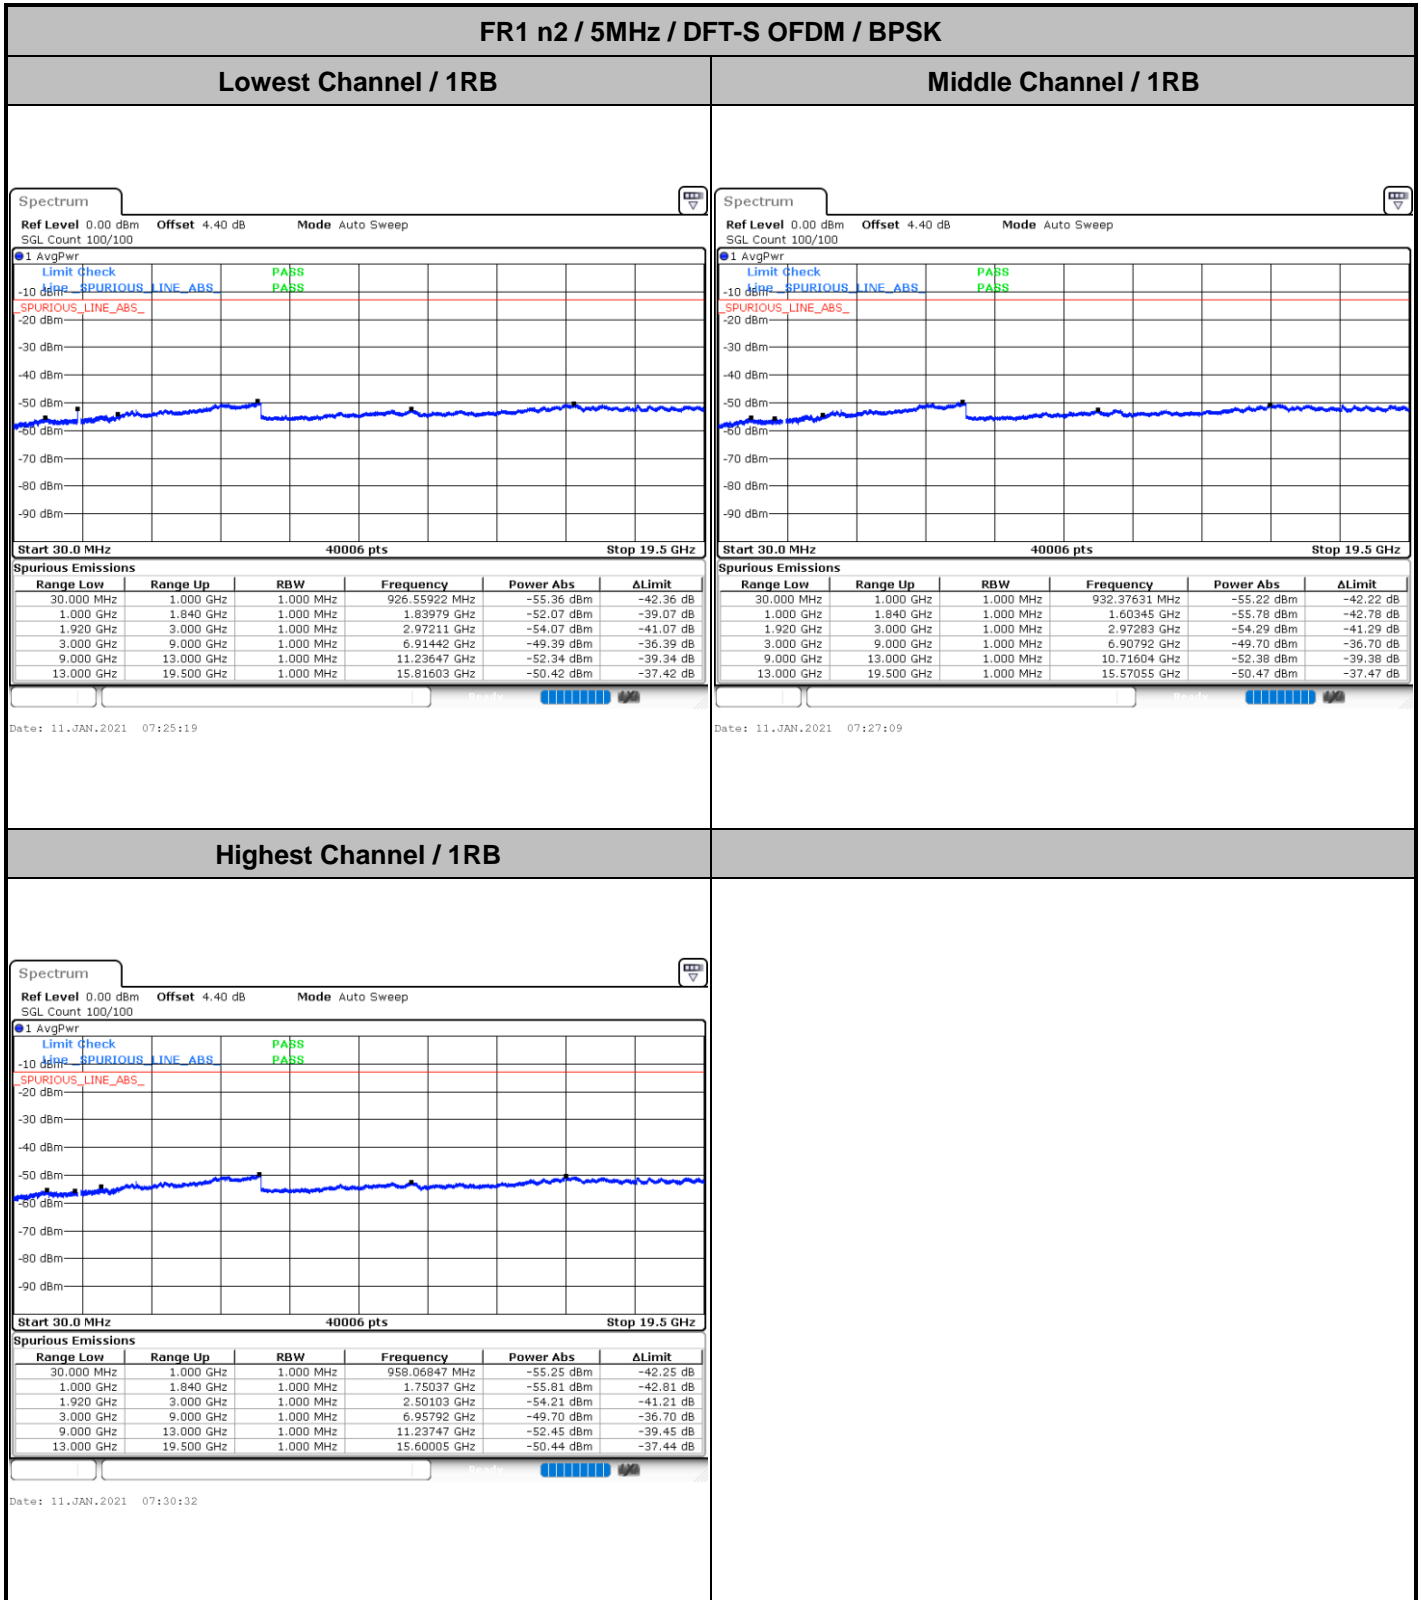 FR1 n2 / 5MHz / DFT-S OFDM / BPSK
Lowest Channel / 1RB
Middle Channel / 1RB
Spectrum
Ref Level 0.00 dBm Offset 4.40 dB Mode Auto Sweep
SGL Count 100/100
1 AvgPwr
Limit Check PASS
Line _SPURIOUS_LINE_ABS_ PASS
-10 dBm
_SPURIOUS_LINE_ABS_
-20 dBm
-30 dBm
-40 dBm
-50 dBm
-60 dBm
-70 dBm
-80 dBm
-90 dBm
Start 30.0 MHz 40006 pts Stop 19.5 GHz
Spurious Emissions
Range Low Range Up RBW Frequency Power Abs ΔLimit
30.000 MHz 1.000 GHz 1.000 MHz 926.55922 MHz -55.36 dBm -42.36 dB
1.000 GHz 1.840 GHz 1.000 MHz 1.83979 GHz -52.07 dBm -39.07 dB
1.920 GHz 3.000 GHz 1.000 MHz 2.97211 GHz -54.07 dBm -41.07 dB
3.000 GHz 9.000 GHz 1.000 MHz 6.91442 GHz -49.39 dBm -36.39 dB
9.000 GHz 13.000 GHz 1.000 MHz 11.23647 GHz -52.34 dBm -39.34 dB
13.000 GHz 19.500 GHz 1.000 MHz 15.81603 GHz -50.42 dBm -37.42 dB
Ready
Date: 11.JAN.2021 07:25:19
Spectrum
Ref Level 0.00 dBm Offset 4.40 dB Mode Auto Sweep
SGL Count 100/100
1 AvgPwr
Limit Check PASS
Line _SPURIOUS_LINE_ABS_ PASS
-10 dBm
_SPURIOUS_LINE_ABS_
-20 dBm
-30 dBm
-40 dBm
-50 dBm
-60 dBm
-70 dBm
-80 dBm
-90 dBm
Start 30.0 MHz 40006 pts Stop 19.5 GHz
Spurious Emissions
Range Low Range Up RBW Frequency Power Abs ΔLimit
30.000 MHz 1.000 GHz 1.000 MHz 932.37631 MHz -55.22 dBm -42.22 dB
1.000 GHz 1.840 GHz 1.000 MHz 1.60345 GHz -55.78 dBm -42.78 dB
1.920 GHz 3.000 GHz 1.000 MHz 2.97283 GHz -54.29 dBm -41.29 dB
3.000 GHz 9.000 GHz 1.000 MHz 6.90792 GHz -49.70 dBm -36.70 dB
9.000 GHz 13.000 GHz 1.000 MHz 10.71604 GHz -52.38 dBm -39.38 dB
13.000 GHz 19.500 GHz 1.000 MHz 15.57055 GHz -50.47 dBm -37.47 dB
Ready
Date: 11.JAN.2021 07:27:09
Highest Channel / 1RB
Spectrum
Ref Level 0.00 dBm Offset 4.40 dB Mode Auto Sweep
SGL Count 100/100
1 AvgPwr
Limit Check PASS
Line _SPURIOUS_LINE_ABS_ PASS
-10 dBm
_SPURIOUS_LINE_ABS_
-20 dBm
-30 dBm
-40 dBm
-50 dBm
-60 dBm
-70 dBm
-80 dBm
-90 dBm
Start 30.0 MHz 40006 pts Stop 19.5 GHz
Spurious Emissions
Range Low Range Up RBW Frequency Power Abs ΔLimit
30.000 MHz 1.000 GHz 1.000 MHz 958.06847 MHz -55.25 dBm -42.25 dB
1.000 GHz 1.840 GHz 1.000 MHz 1.75037 GHz -55.81 dBm -42.81 dB
1.920 GHz 3.000 GHz 1.000 MHz 2.50103 GHz -54.21 dBm -41.21 dB
3.000 GHz 9.000 GHz 1.000 MHz 6.95792 GHz -49.70 dBm -36.70 dB
9.000 GHz 13.000 GHz 1.000 MHz 11.23747 GHz -52.45 dBm -39.45 dB
13.000 GHz 19.500 GHz 1.000 MHz 15.60005 GHz -50.44 dBm -37.44 dB
Ready
Date: 11.JAN.2021 07:30:32